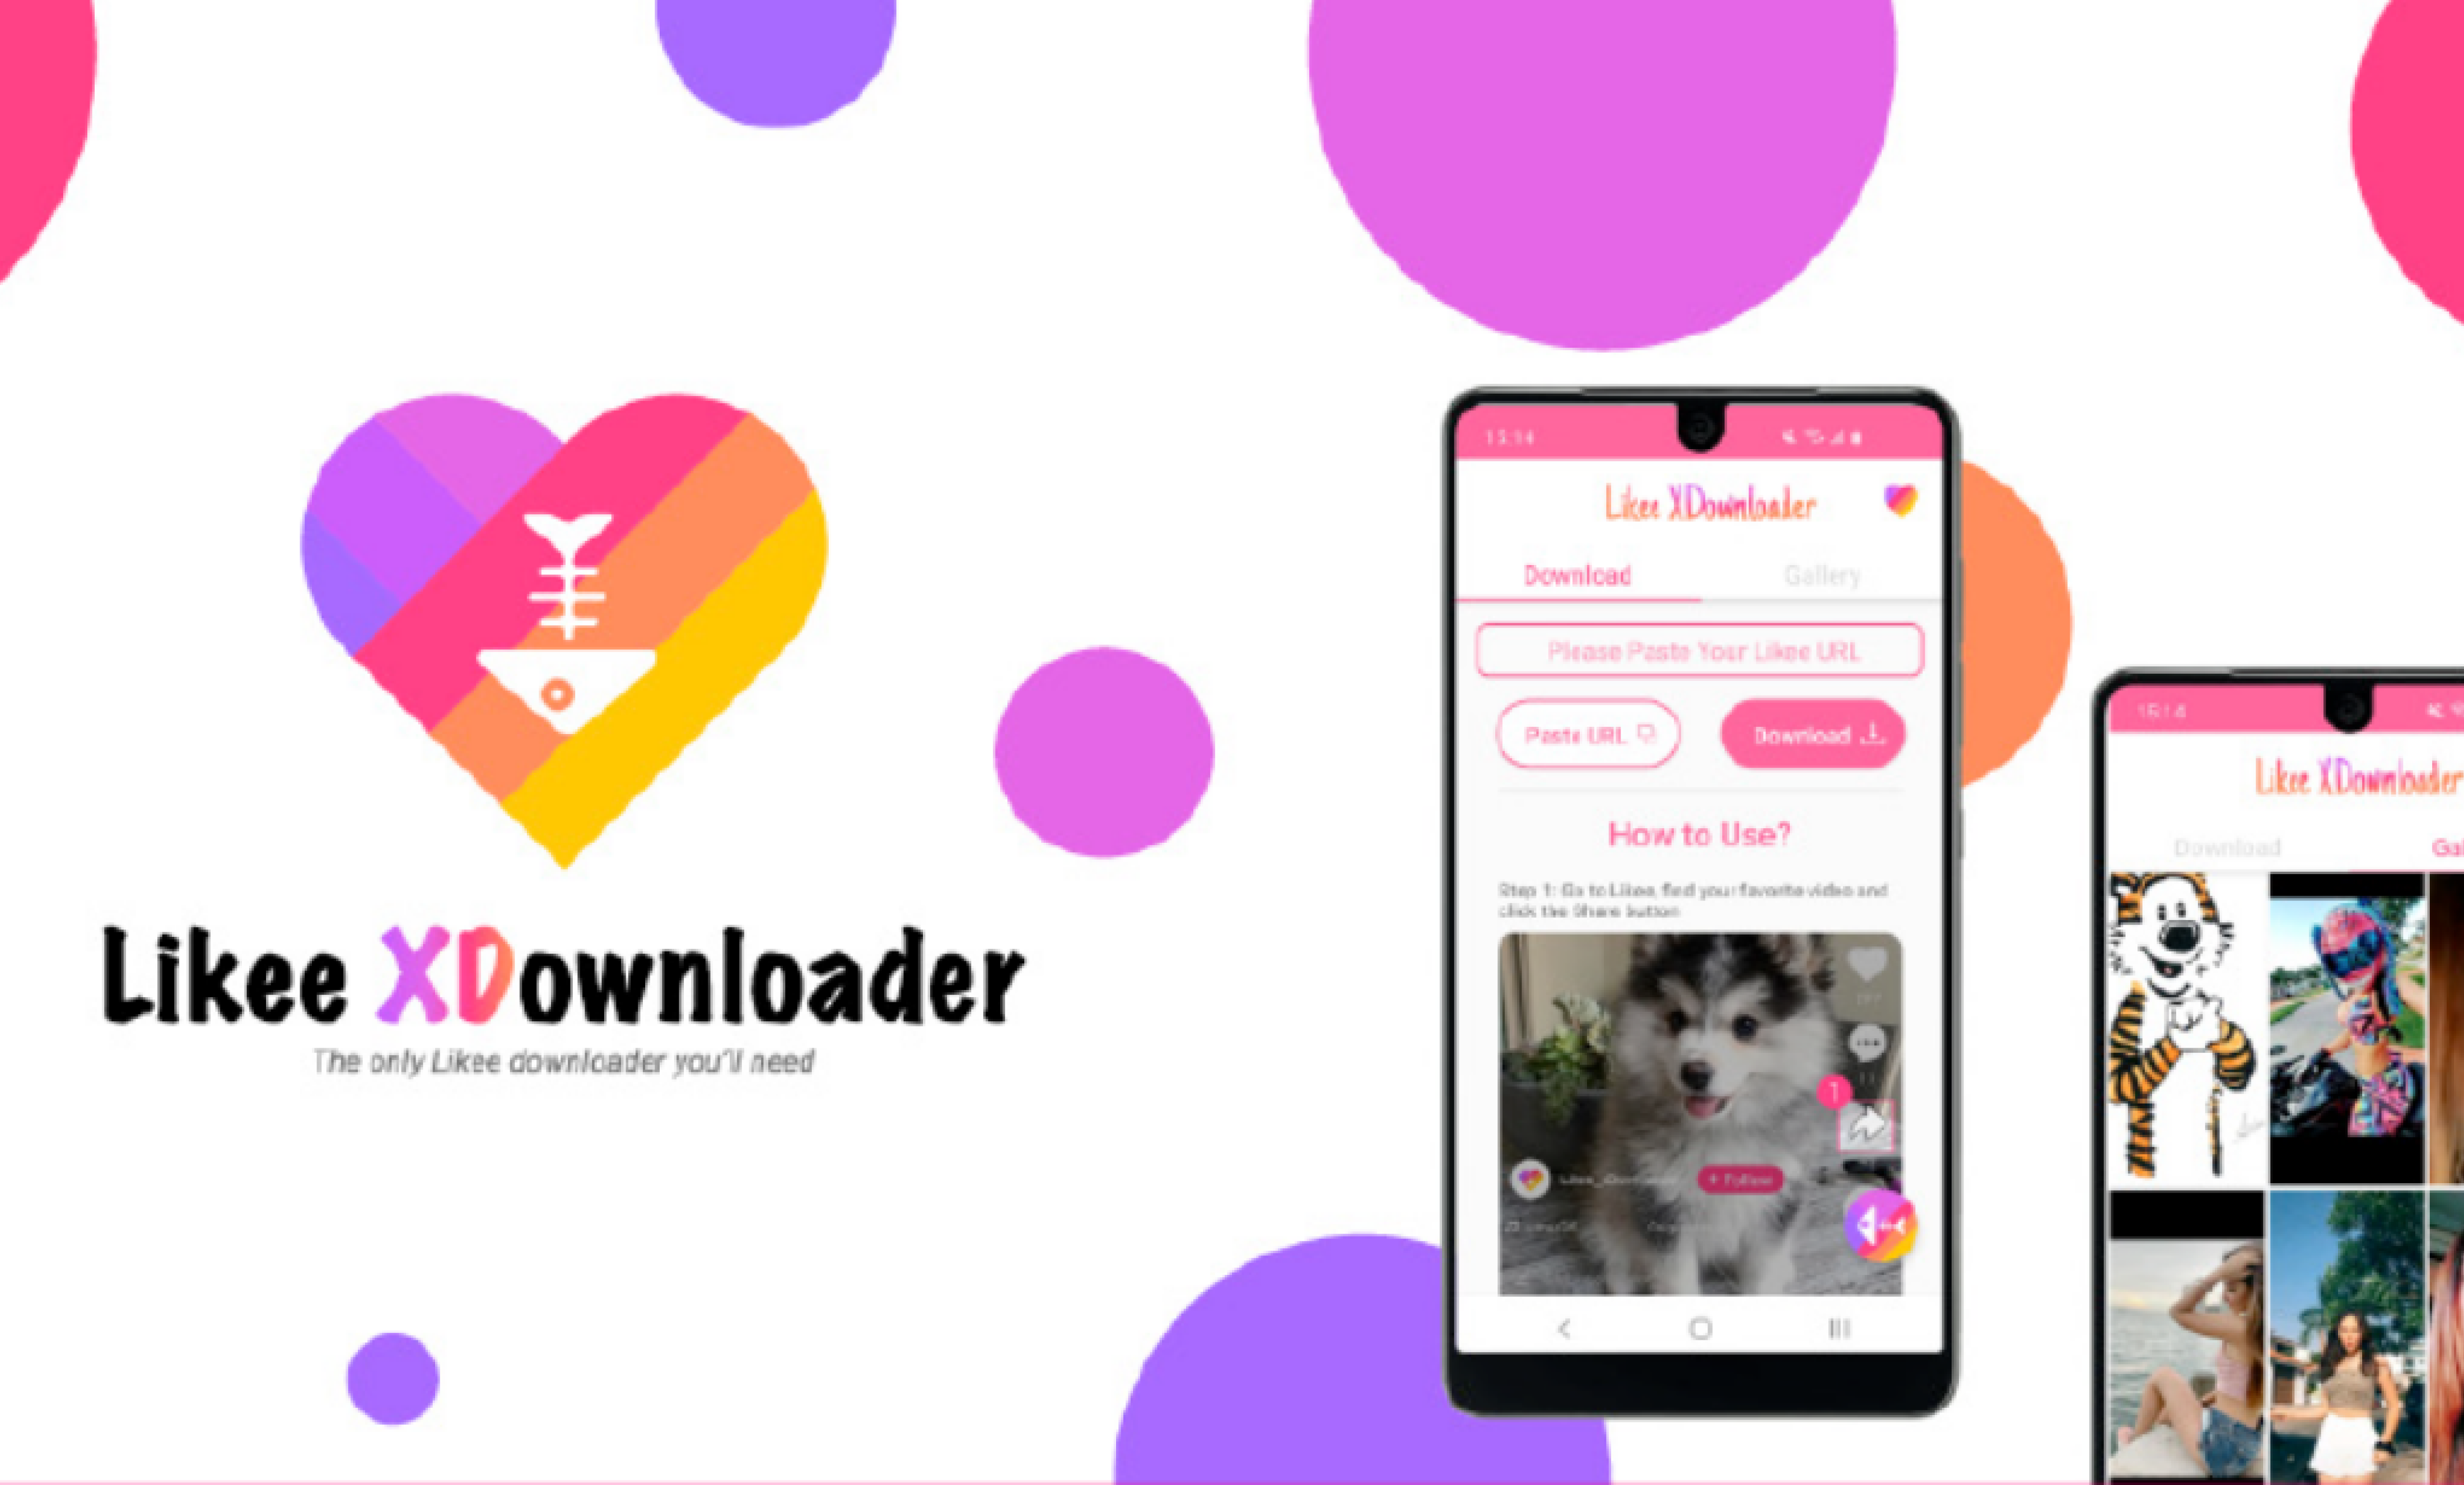 Likee XDownloader
The only Likee downloader you'll need
15:14
Likee XDownloader
Download Gallery
Please Paste Your Likee URL
Paste URL Download
How to Use?
Step 1: Go to Likee, find your favorite video and
click the Share button
1
+ Follow
15:14
Likee XDownloader
Download Gal